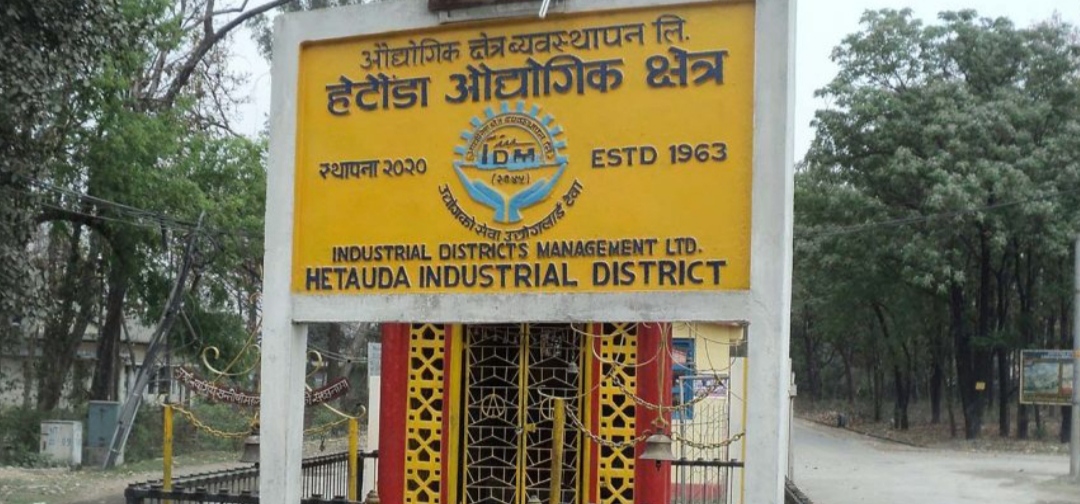 औद्योगिक क्षेत्र व्यवस्थापन लि.
हेटौंडा औद्योगिक क्षेत्र
स्थापना २०२०
ESTD 1963
IDM
(२०४५)
उद्योगको सेवा उद्योगलाई टेवा
INDUSTRIAL DISTRICTS MANAGEMENT LTD.
HETAUDA INDUSTRIAL DISTRICT